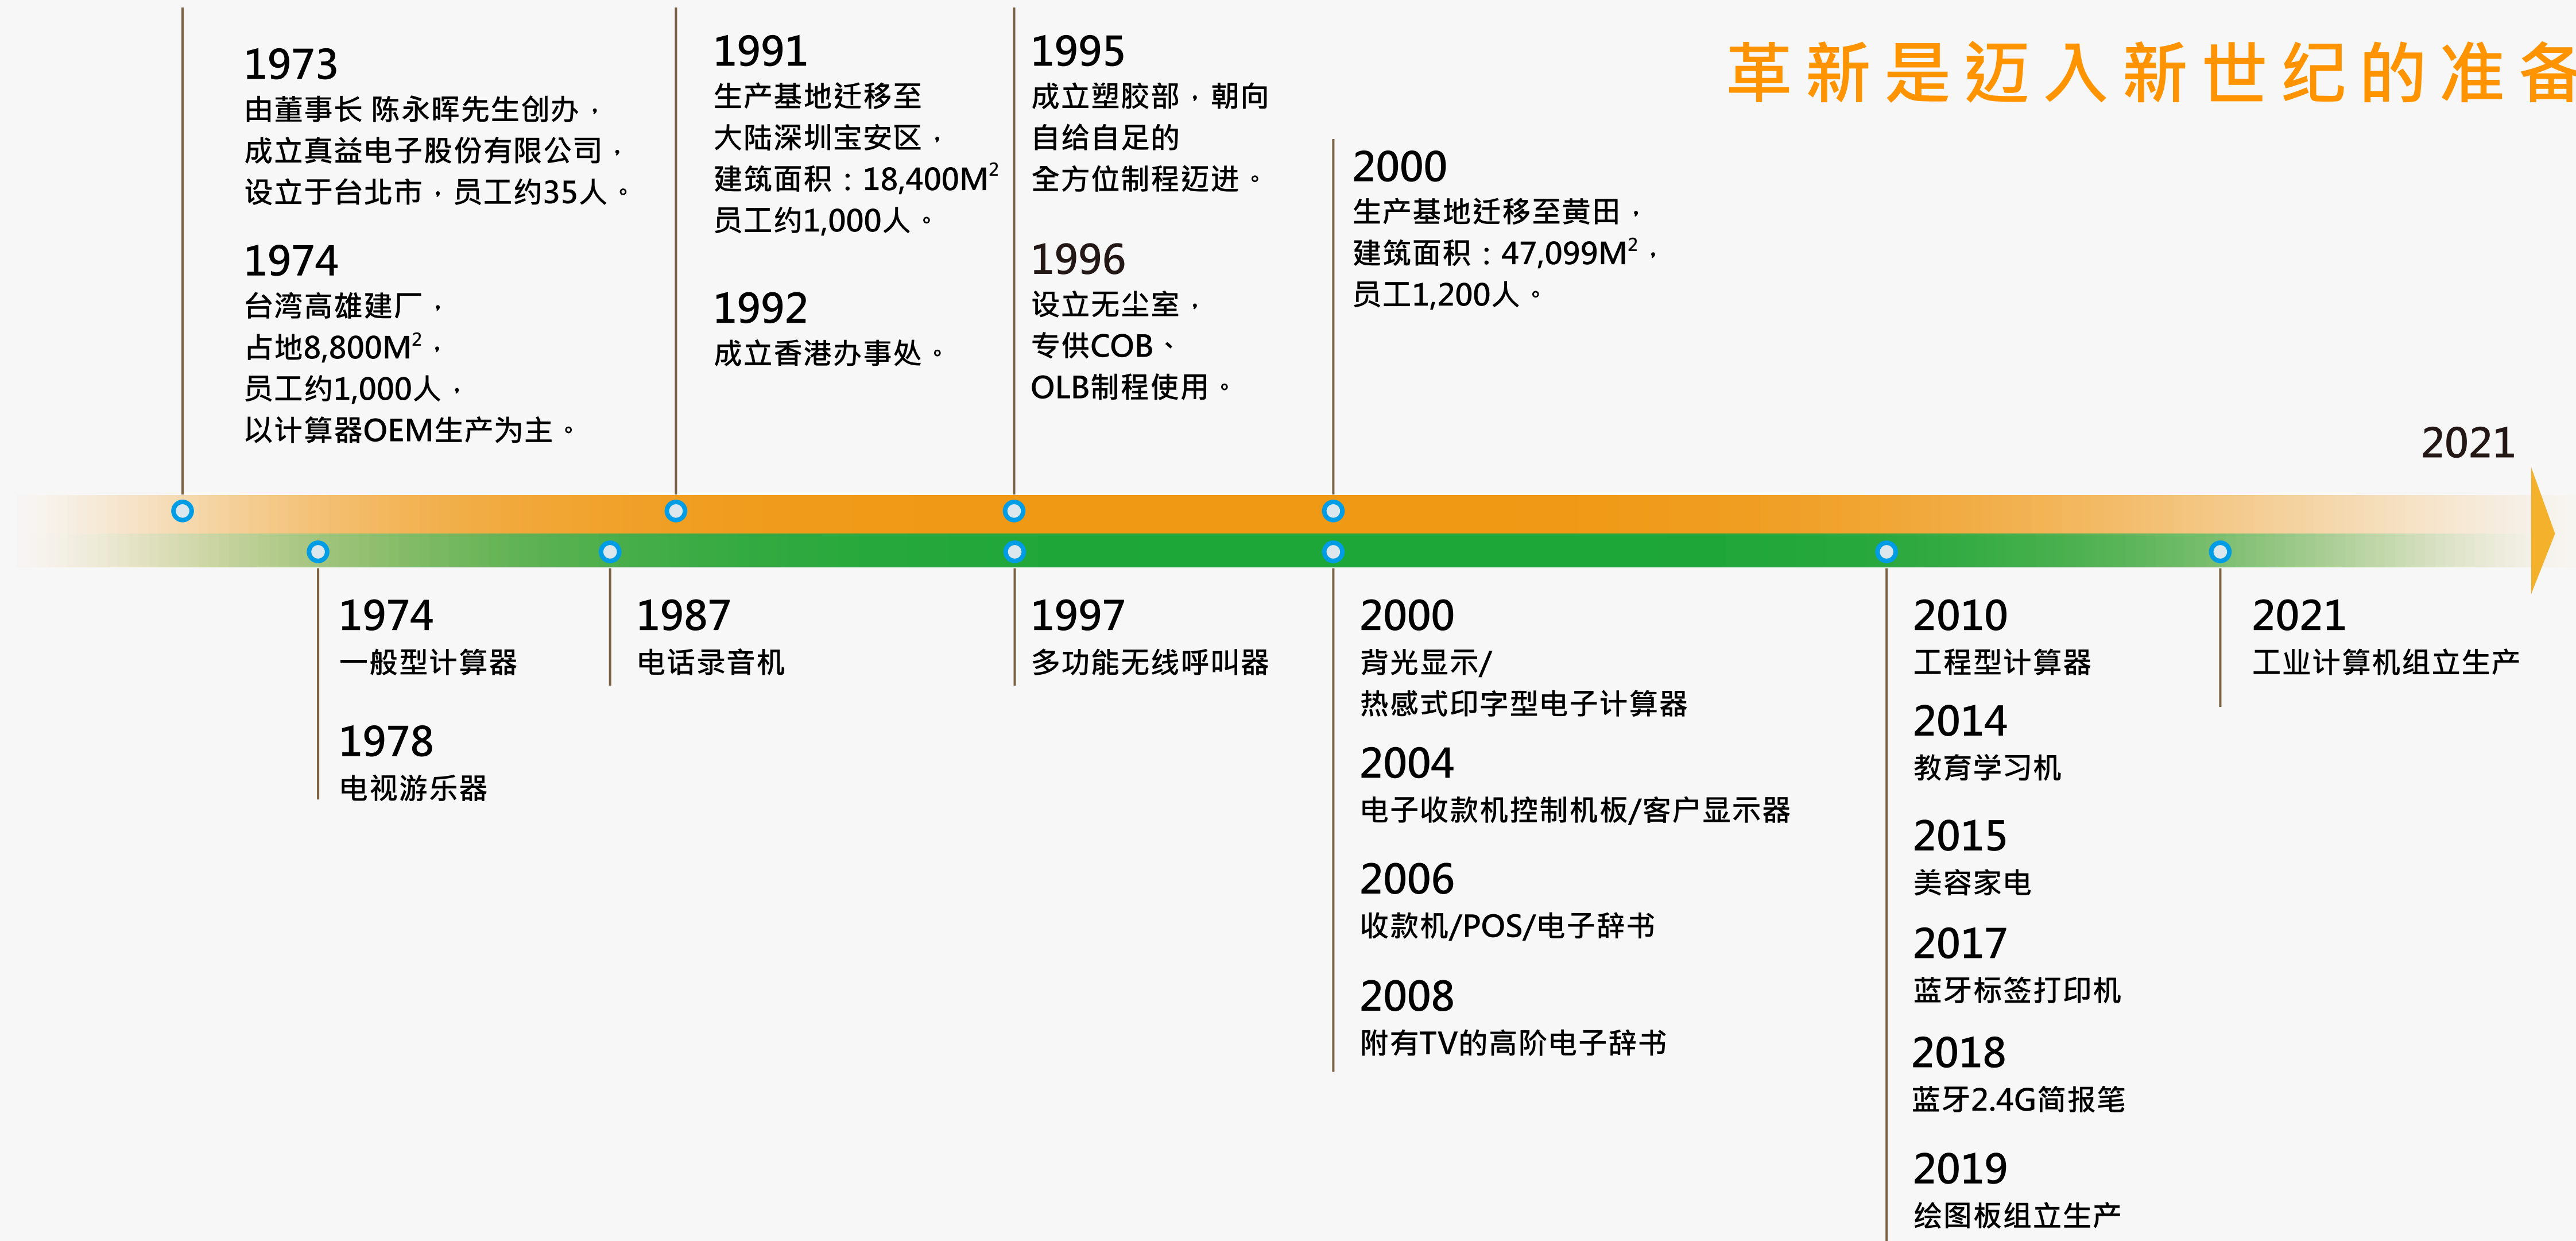 革新是迈入新世纪的准备
1973
由董事长 陈永晖先生创办，
成立真益电子股份有限公司，
设立于台北市，员工约35人。
1974
台湾高雄建厂，
占地8,800M²，
员工约1,000人，
以计算器OEM生产为主。
1991
生产基地迁移至
大陆深圳宝安区，
建筑面积：18,400M²
员工约1,000人。
1992
成立香港办事处。
1995
成立塑胶部，朝向
自给自足的
全方位制程迈进。
1996
设立无尘室，
专供COB、
OLB制程使用。
2000
生产基地迁移至黄田，
建筑面积：47,099M²，
员工1,200人。
2021
1974
一般型计算器
1978
电视游乐器
1987
电话录音机
1997
多功能无线呼叫器
2000
背光显示/
热感式印字型电子计算器
2004
电子收款机控制机板/客户显示器
2006
收款机/POS/电子辞书
2008
附有TV的高阶电子辞书
2010
工程型计算器
2014
教育学习机
2015
美容家电
2017
蓝牙标签打印机
2018
蓝牙2.4G简报笔
2019
绘图板组立生产
2021
工业计算机组立生产